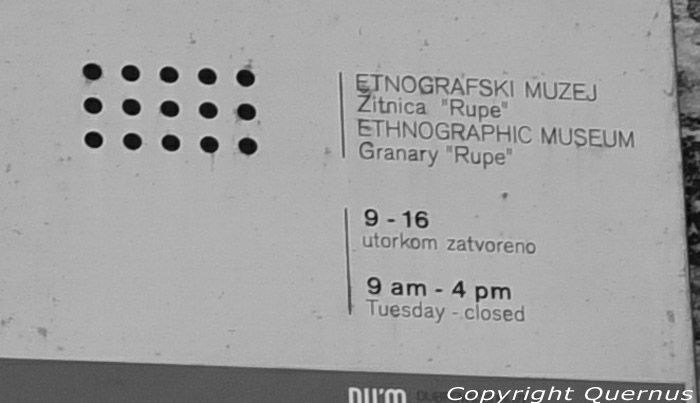 ETNOGRAFSKI MUZEJ
Žitnica "Rupe"
ETHNOGRAPHIC MUSEUM
Granary "Rupe"
9 - 16
utorkom zatvoreno
9 am - 4 pm
Tuesday - closed
Copyright Quernus